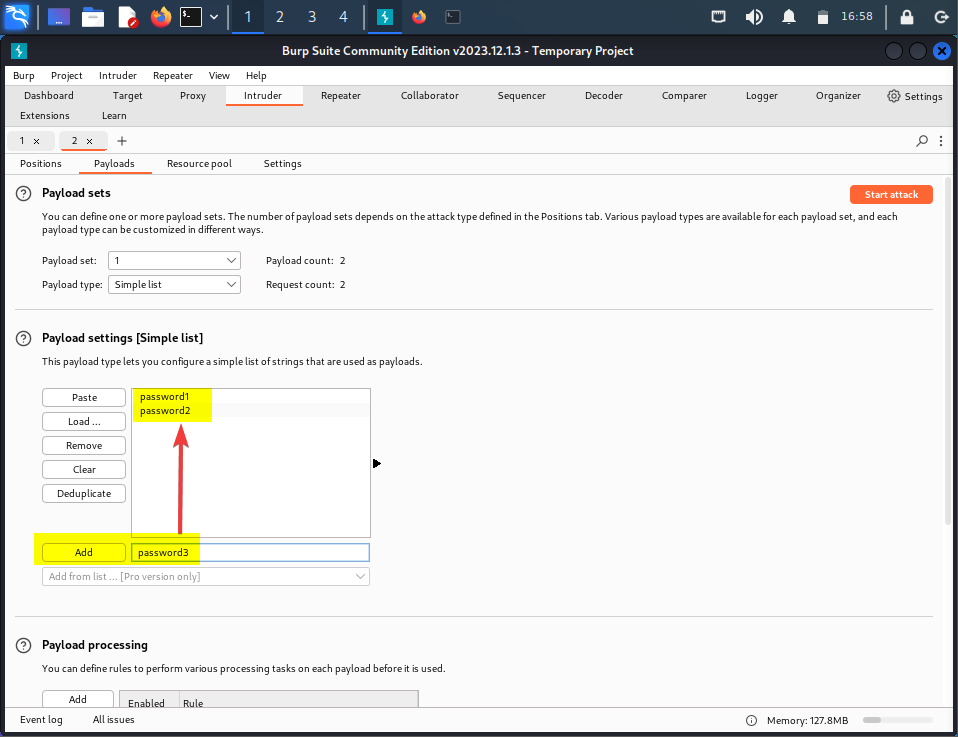 1 2 3 4 16:58
Burp Suite Community Edition v2023.12.1.3 - Temporary Project
Burp Project Intruder Repeater View Help
Dashboard Target Proxy Intruder Repeater Collaborator Sequencer Decoder Comparer Logger Organizer Settings
Extensions Learn
1 × 2 × +
Positions Payloads Resource pool Settings
? Payload sets Start attack
You can define one or more payload sets. The number of payload sets depends on the attack type defined in the Positions tab. Various payload types are available for each payload set, and each
payload type can be customized in different ways.
Payload set: 1 Payload count: 2
Payload type: Simple list Request count: 2
? Payload settings [Simple list]
This payload type lets you configure a simple list of strings that are used as payloads.
Paste password1
password2
Load ...
Remove
Clear
Deduplicate
Add password3
Add from list ... [Pro version only]
? Payload processing
You can define rules to perform various processing tasks on each payload before it is used.
Add Enabled Rule
Event log All issues Memory: 127.8MB